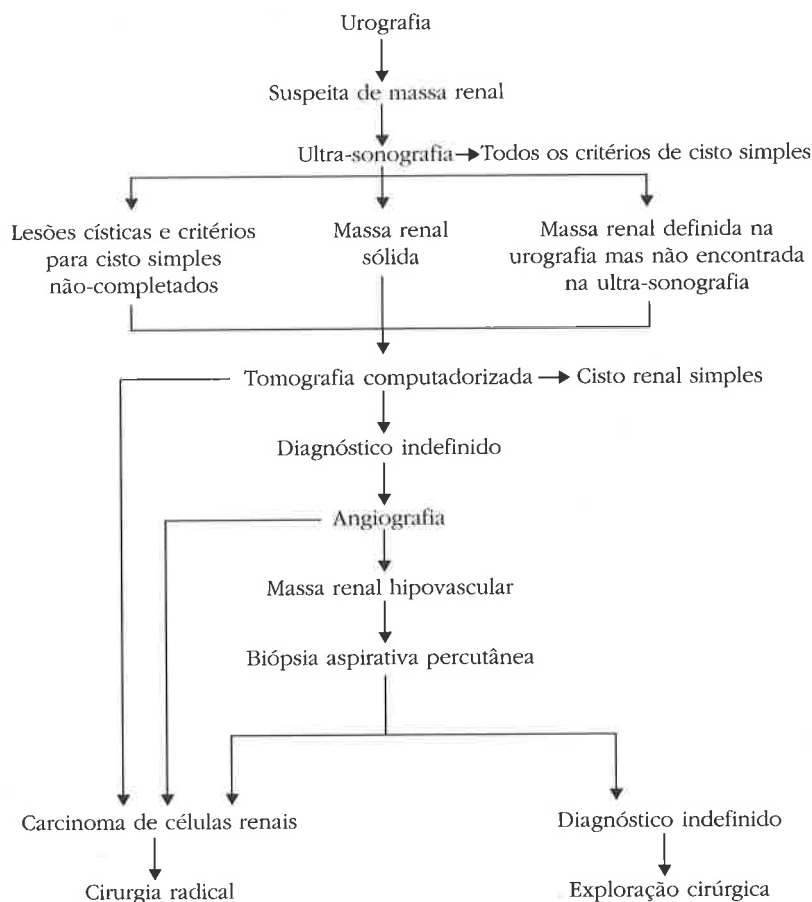 Urografia
Suspeita de massa renal
Ultra-sonografia Todos os critérios de cisto simples
Lesões císticas e critérios
para cisto simples
não-completados
Massa renal
sólida
Massa renal definida na
urografia mas não encontrada
na ultra-sonografia
Tomografia computadorizada Cisto renal simples
Diagnóstico indefinido
Angiografia
Massa renal hipovascular
Biópsia aspirativa percutânea
Carcinoma de células renais
Diagnóstico indefinido
Cirurgia radical
Exploração cirúrgica